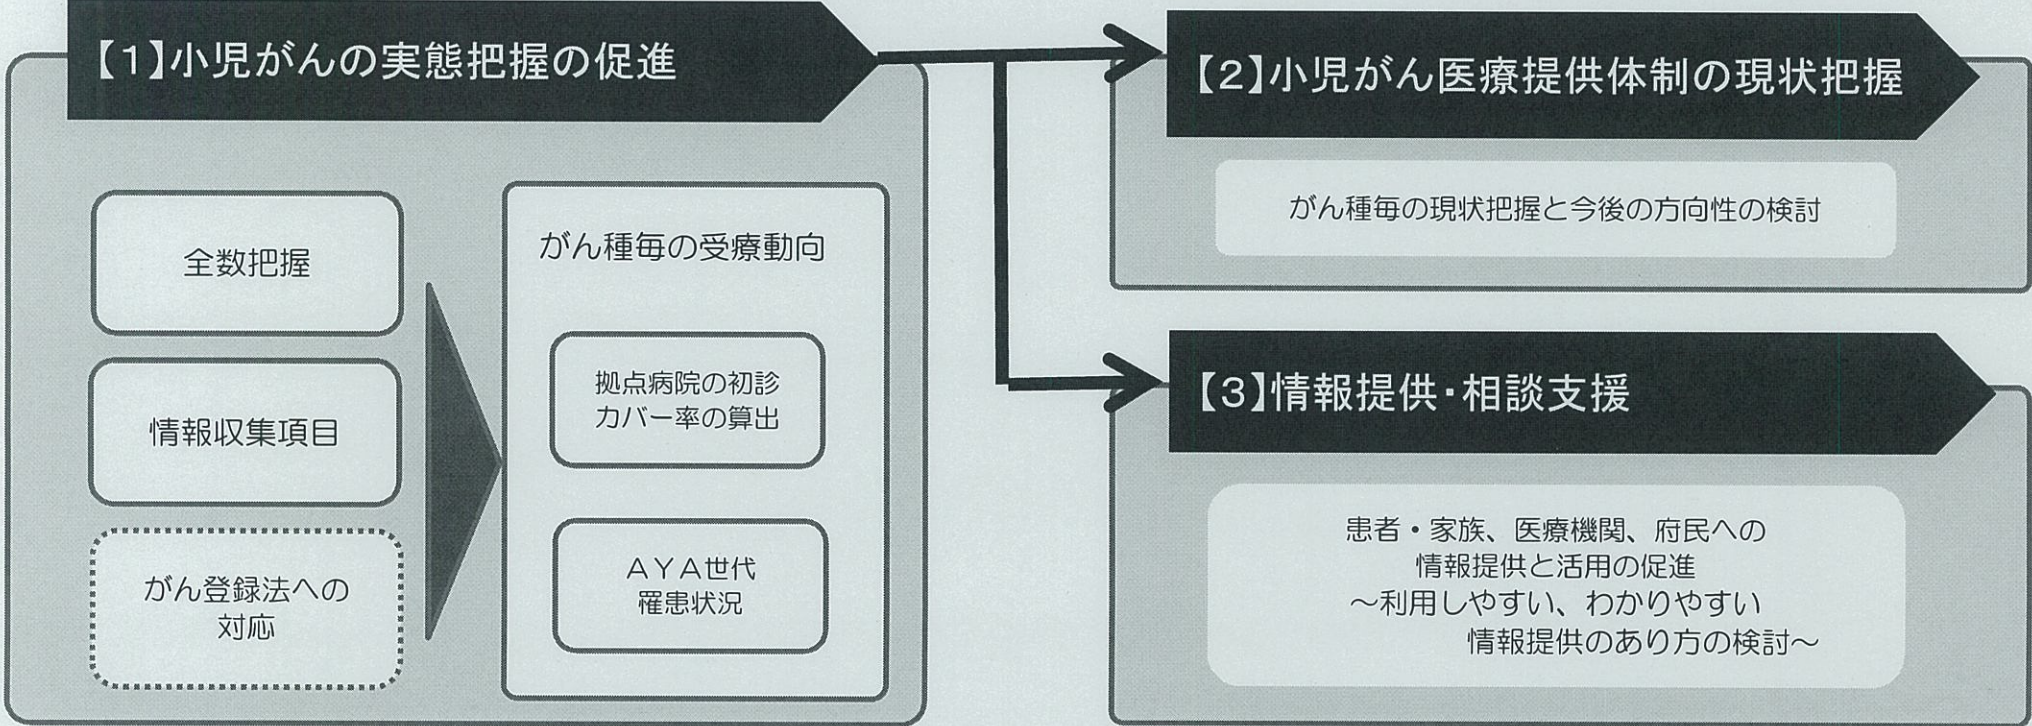 【1】小児がんの実態把握の促進
全数把握
情報収集項目
がん登録法への
対応
がん種毎の受療動向
拠点病院の初診
カバー率の算出
ＡＹＡ世代
罹患状況
【2】小児がん医療提供体制の現状把握
がん種毎の現状把握と今後の方向性の検討
【3】情報提供・相談支援
患者・家族、医療機関、府民への
情報提供と活用の促進
～利用しやすい、わかりやすい
情報提供のあり方の検討～